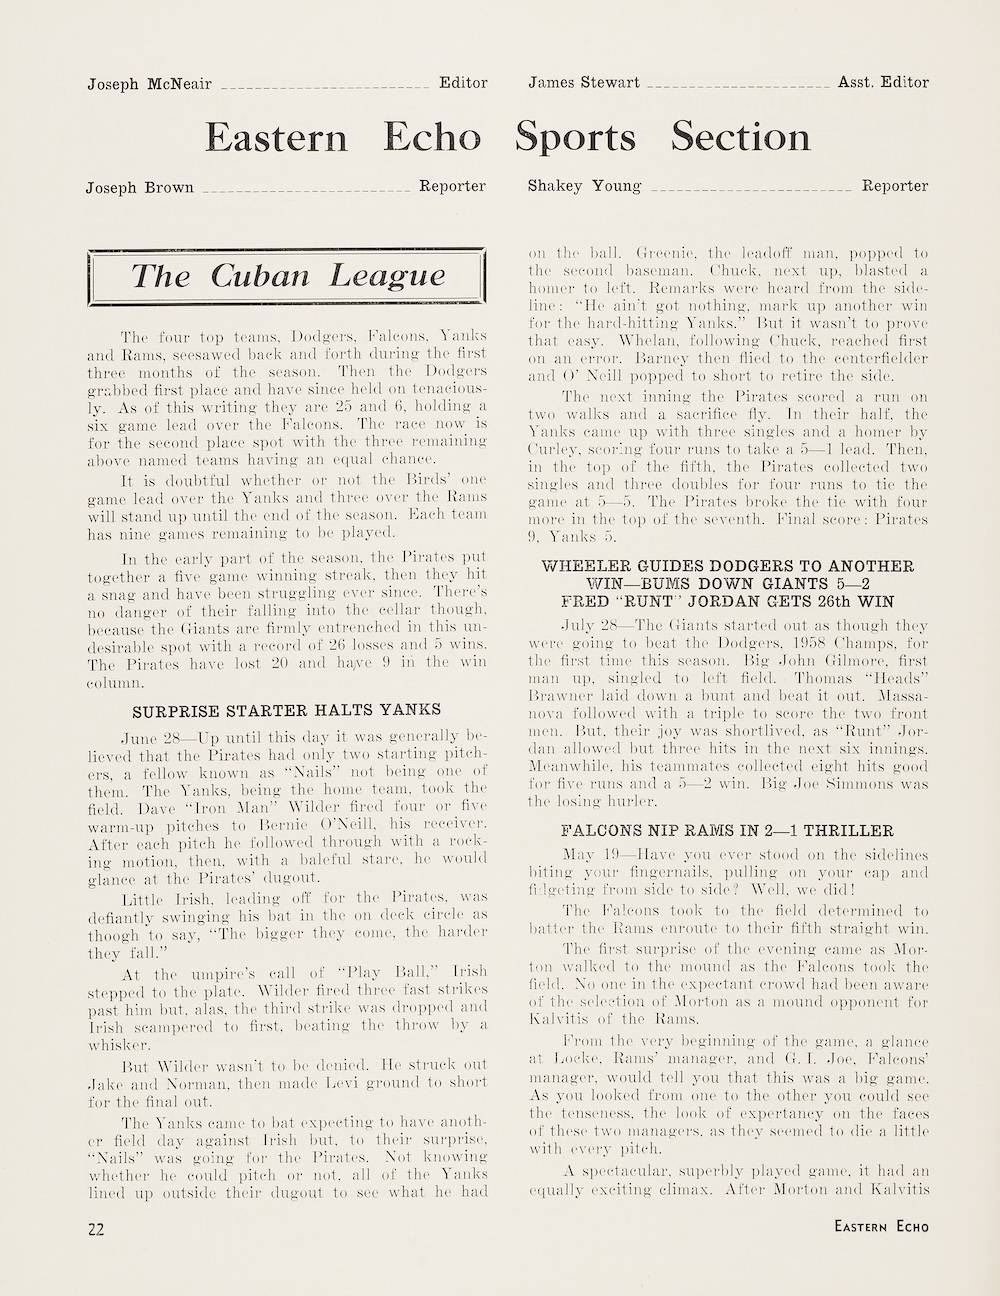 Joseph McNeair ________________________ Editor
James Stewart ________________________ Asst. Editor
Eastern Echo Sports Section
Joseph Brown ________________________ Reporter
Shakey Young ________________________ Reporter
The Cuban League
The four top teams, Dodgers, Falcons, Yanks
and Rams, seesawed back and forth during the first
three months of the season. Then the Dodgers
grabbed first place and have since held on tenacious-
ly. As of this writing they are 25 and 6, holding a
six game lead over the Falcons. The race now is
for the second place spot with the three remaining
above named teams having an equal chance.
It is doubtful whether or not the Birds' one
game lead over the Yanks and three over the Rams
will stand up until the end of the season. Each team
has nine games remaining to be played.
In the early part of the season, the Pirates put
together a five game winning streak, then they hit
a snag and have been struggling ever since. There's
no danger of their falling into the cellar though,
because the Giants are firmly entrenched in this un-
desirable spot with a record of 26 losses and 5 wins.
The Pirates have lost 20 and have 9 in the win
column.
SURPRISE STARTER HALTS YANKS
June 28—Up until this day it was generally be-
lieved that the Pirates had only two starting pitch-
ers, a fellow known as "Nails" not being one of
them. The Yanks, being the home team, took the
field. Dave "Iron Man" Wilder fired four or five
warm-up pitches to Bernie O'Neill, his receiver.
After each pitch he followed through with a rock-
ing motion, then, with a baleful stare, he would
glance at the Pirates' dugout.
Little Irish, leading off for the Pirates, was
defiantly swinging his bat in the on deck circle as
thoogh to say, "The bigger they come, the harder
they fall."
At the umpire's call of "Play Ball," Irish
stepped to the plate. Wilder fired three fast strikes
past him but, alas, the third strike was dropped and
Irish scampered to first, beating the throw by a
whisker.
But Wilder wasn't to be denied. He struck out
Jake and Norman, then made Levi ground to short
for the final out.
The Yanks came to bat expecting to have anoth-
er field day against Irish but, to their surprise,
"Nails" was going for the Pirates. Not knowing
whether he could pitch or not, all of the Yanks
lined up outside their dugout to see what he had
on the ball. Greenie, the leadoff man, popped to
the second baseman. Chuck, next up, blasted a
homer to left. Remarks were heard from the side-
line: "He ain't got nothing, mark up another win
for the hard-hitting Yanks." But it wasn't to prove
that easy. Whelan, following Chuck, reached first
on an error. Barney then flied to the centerfielder
and O' Neill popped to short to retire the side.
The next inning the Pirates scored a run on
two walks and a sacrifice fly. In their half, the
Yanks came up with three singles and a homer by
Curley, scoring four runs to take a 5—1 lead. Then,
in the top of the fifth, the Pirates collected two
singles and three doubles for four runs to tie the
game at 5—5. The Pirates broke the tie with four
more in the top of the seventh. Final score: Pirates
9, Yanks 5.
WHEELER GUIDES DODGERS TO ANOTHER
WIN—BUMS DOWN GIANTS 5—2
FRED "RUNT" JORDAN GETS 26th WIN
July 28—The Giants started out as though they
were going to beat the Dodgers, 1958 Champs, for
the first time this season. Big John Gilmore, first
man up, singled to left field. Thomas "Heads"
Brawner laid down a bunt and beat it out. Massa-
nova followed with a triple to score the two front
men. But, their joy was shortlived, as "Runt" Jor-
dan allowed but three hits in the next six innings.
Meanwhile, his teammates collected eight hits good
for five runs and a 5—2 win. Big Joe Simmons was
the losing hurler.
FALCONS NIP RAMS IN 2—1 THRILLER
May 19—Have you ever stood on the sidelines
biting your fingernails, pulling on your cap and
fidgeting from side to side? Well, we did!
The Falcons took to the field determined to
batter the Rams enroute to their fifth straight win.
The first surprise of the evening came as Mor-
ton walked to the mound as the Falcons took the
field. No one in the expectant crowd had been aware
of the selection of Morton as a mound opponent for
Kalvitis of the Rams.
From the very beginning of the game, a glance
at Locke, Rams' manager, and G. I. Joe, Falcons'
manager, would tell you that this was a big game.
As you looked from one to the other you could see
the tenseness, the look of expertancy on the faces
of these two managers, as they seemed to die a little
with every pitch.
A spectacular, superbly played game, it had an
equally exciting climax. After Morton and Kalvitis
22
EASTERN ECHO